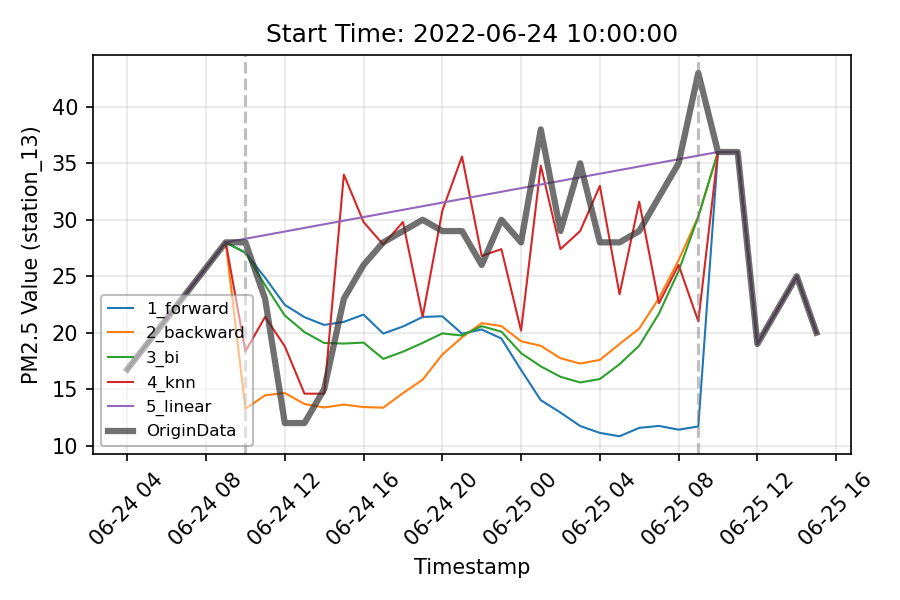 Start Time: 2022-06-24 10:00:00
PM2.5 Value (station_13)
40
35
30
25
20
15
10
1_forward
2_backward
3_bi
4_knn
5_linear
OriginData
06-24 04
06-24 08
06-24 12
06-24 16
06-24 20
06-25 00
06-25 04
06-25 08
06-25 12
06-25 16
Timestamp